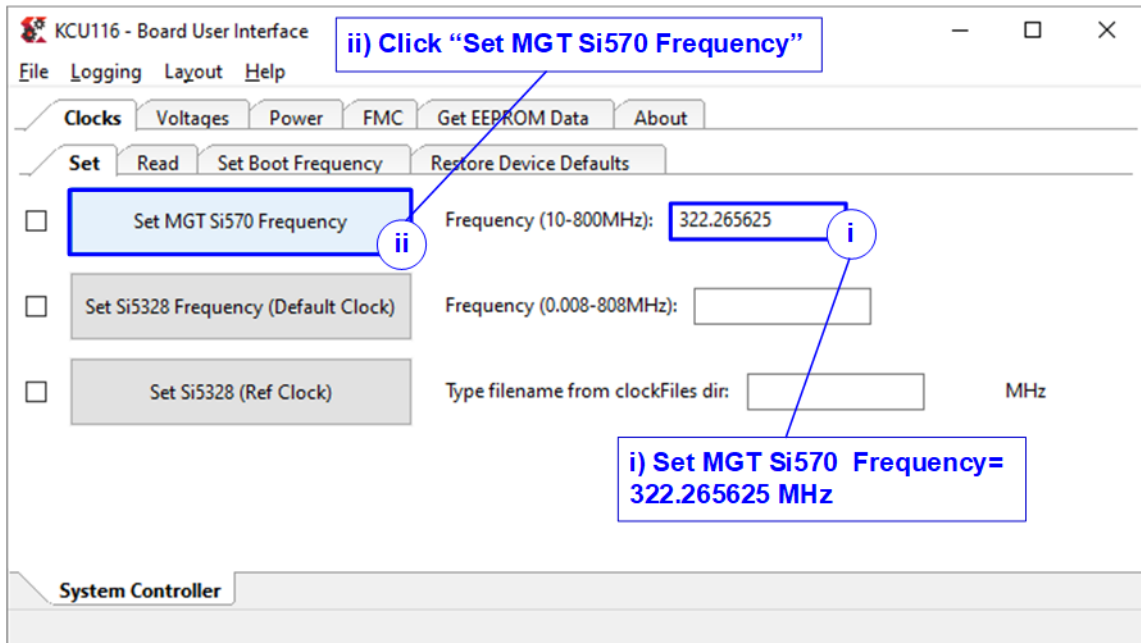 KCU116 - Board User Interface
ii) Click “Set MGT Si570 Frequency”
File Logging Layout Help
Clocks Voltages Power FMC Get EEPROM Data About
Set Read Set Boot Frequency Restore Device Defaults
Set MGT Si570 Frequency Frequency (10-800MHz): 322.265625
ii i
Set Si5328 Frequency (Default Clock) Frequency (0.008-808MHz):
Set Si5328 (Ref Clock) Type filename from clockFiles dir: MHz
i) Set MGT Si570 Frequency=
322.265625 MHz
System Controller